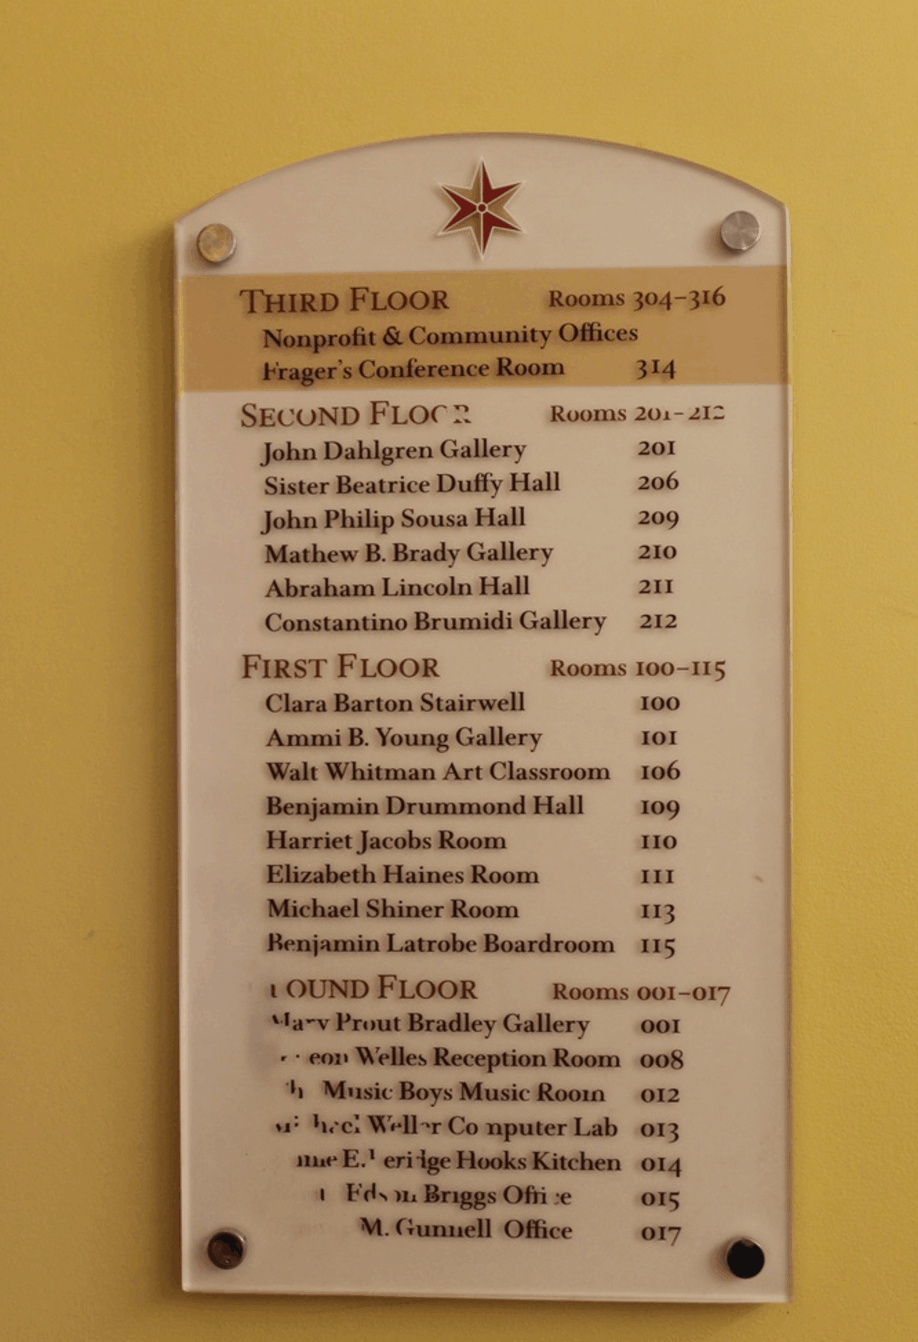 THIRD FLOOR Rooms 304–316
Nonprofit & Community Offices
Frager's Conference Room 314
SECOND FLOOR Rooms 201–212
John Dahlgren Gallery 201
Sister Beatrice Duffy Hall 206
John Philip Sousa Hall 209
Mathew B. Brady Gallery 210
Abraham Lincoln Hall 211
Constantino Brumidi Gallery 212
FIRST FLOOR Rooms 100–115
Clara Barton Stairwell 100
Ammi B. Young Gallery 101
Walt Whitman Art Classroom 106
Benjamin Drummond Hall 109
Harriet Jacobs Room 110
Elizabeth Haines Room 111
Michael Shiner Room 113
Benjamin Latrobe Boardroom 115
FLOOR Rooms 001–017
Mary Prout Bradley Gallery 001
Welles Reception Room 008
Music Boys Music Room 012
Computer Lab 013
Hooks Kitchen 014
Briggs Office 015
M. Gunnell Office 017